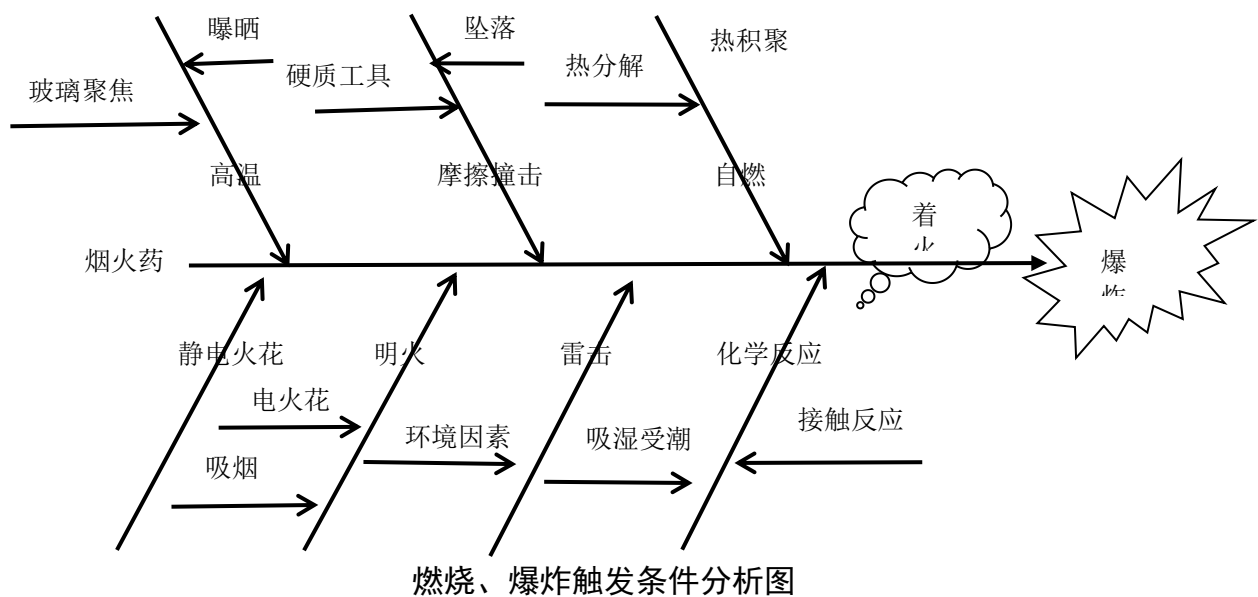 曝晒
坠落
热积聚
热分解
硬质工具
玻璃聚焦
高温
摩擦撞击
自燃
着
火
烟火药
爆
炸
静电火花
明火
雷击
化学反应
电火花
接触反应
环境因素
吸湿受潮
吸烟
燃烧、爆炸触发条件分析图